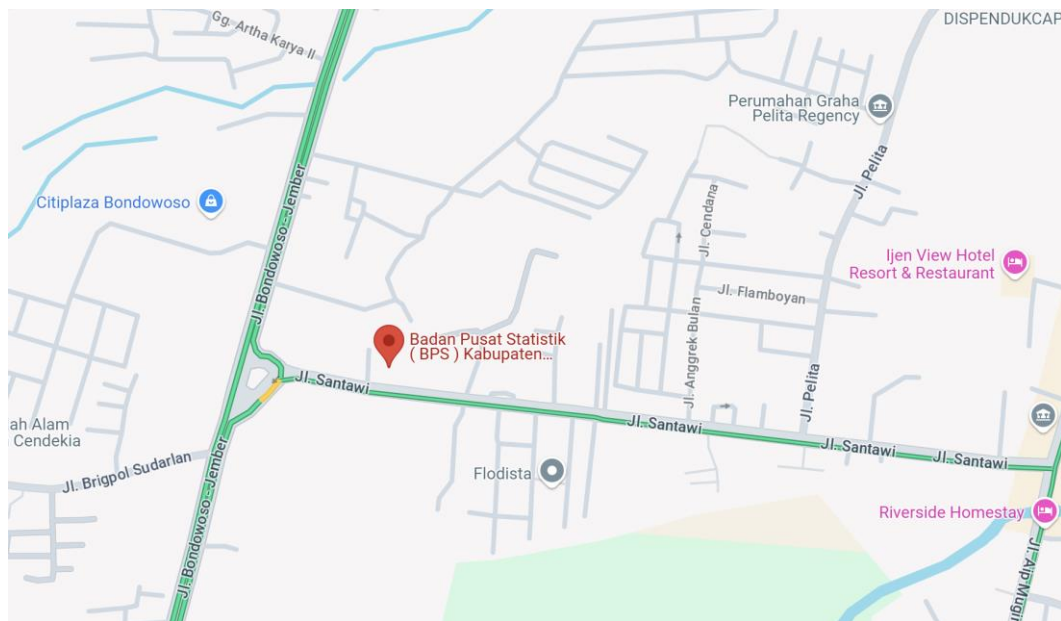 DISPENDUKCAP
Gg. Artha Karya II
Perumahan Graha
Pelita Regency
Jl. Pelita
Citiplaza Bondowoso
Jl. Bondowoso - Jember
Jl. Cendana
Ijen View Hotel
Resort & Restaurant
Jl. Flamboyan
Jl. Anggrek Bulan
Badan Pusat Statistik
( BPS ) Kabupaten...
Jl. Santawi
Jl. Pelita
Jl. Santawi
Jl. Santawi
Jl. Santawi
ah Alam
Cendekia
Jl. Brigpol Sudarlan
Flodista
Jl. Bondowoso - Jember
Riverside Homestay
Jl. Aip Mugir